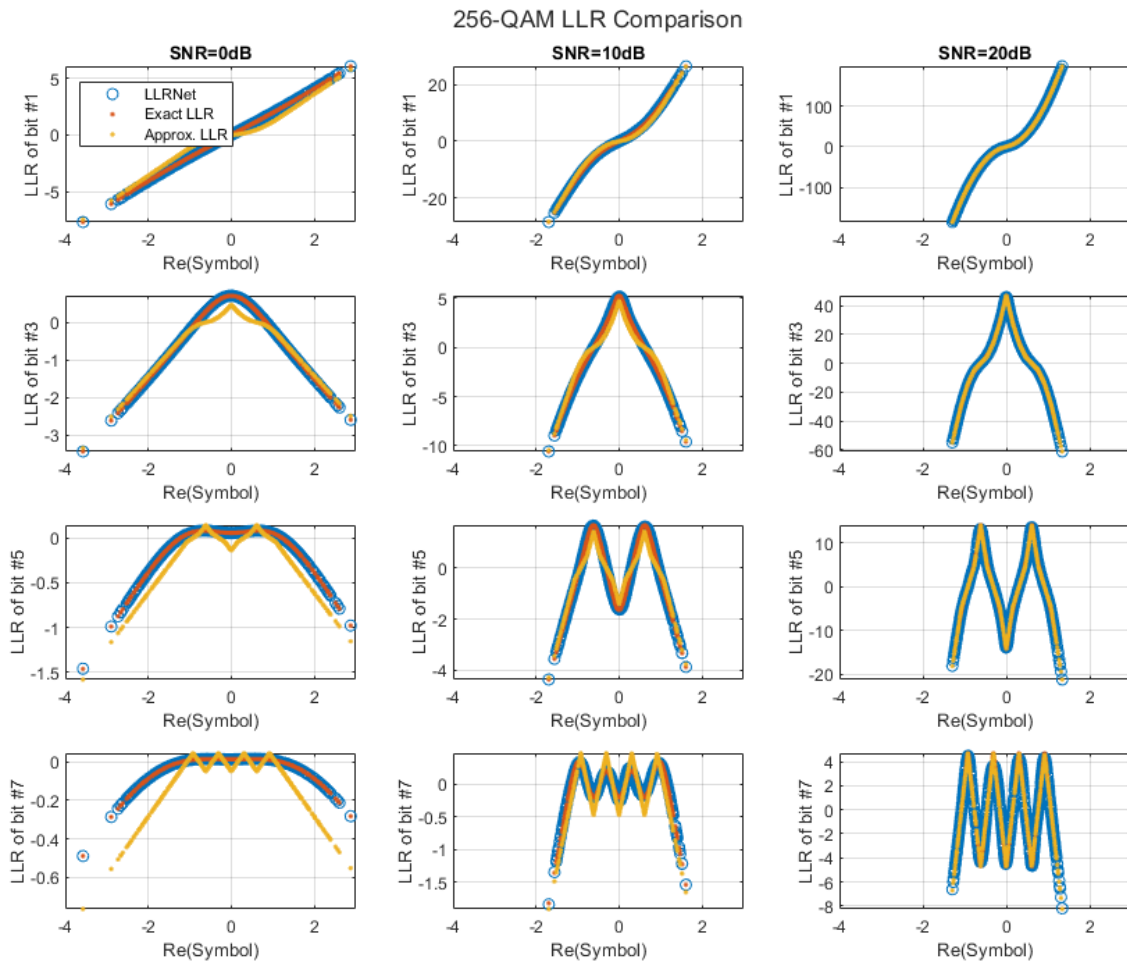 256-QAM LLR Comparison
SNR=0dB
SNR=10dB
SNR=20dB
LLR of bit #1
5
0
-5
LLRNet
Exact LLR
Approx. LLR
-4 -2 0 2 4
Re(Symbol)
LLR of bit #1
20
0
-20
-4 -2 0 2
Re(Symbol)
LLR of bit #1
100
0
-100
-4 -2 0 2
Re(Symbol)
LLR of bit #3
0
-1
-2
-3
-4 -2 0 2 4
Re(Symbol)
LLR of bit #3
5
0
-5
-10
-4 -2 0 2
Re(Symbol)
LLR of bit #3
40
20
0
-20
-40
-60
-4 -2 0 2
Re(Symbol)
LLR of bit #5
0
-0.5
-1
-1.5
-4 -2 0 2 4
Re(Symbol)
LLR of bit #5
0
-2
-4
-4 -2 0 2
Re(Symbol)
LLR of bit #5
10
0
-10
-20
-4 -2 0 2
Re(Symbol)
LLR of bit #7
0
-0.2
-0.4
-0.6
-4 -2 0 2 4
Re(Symbol)
LLR of bit #7
0
-0.5
-1
-1.5
-4 -2 0 2
Re(Symbol)
LLR of bit #7
4
2
0
-2
-4
-6
-8
-4 -2 0 2
Re(Symbol)